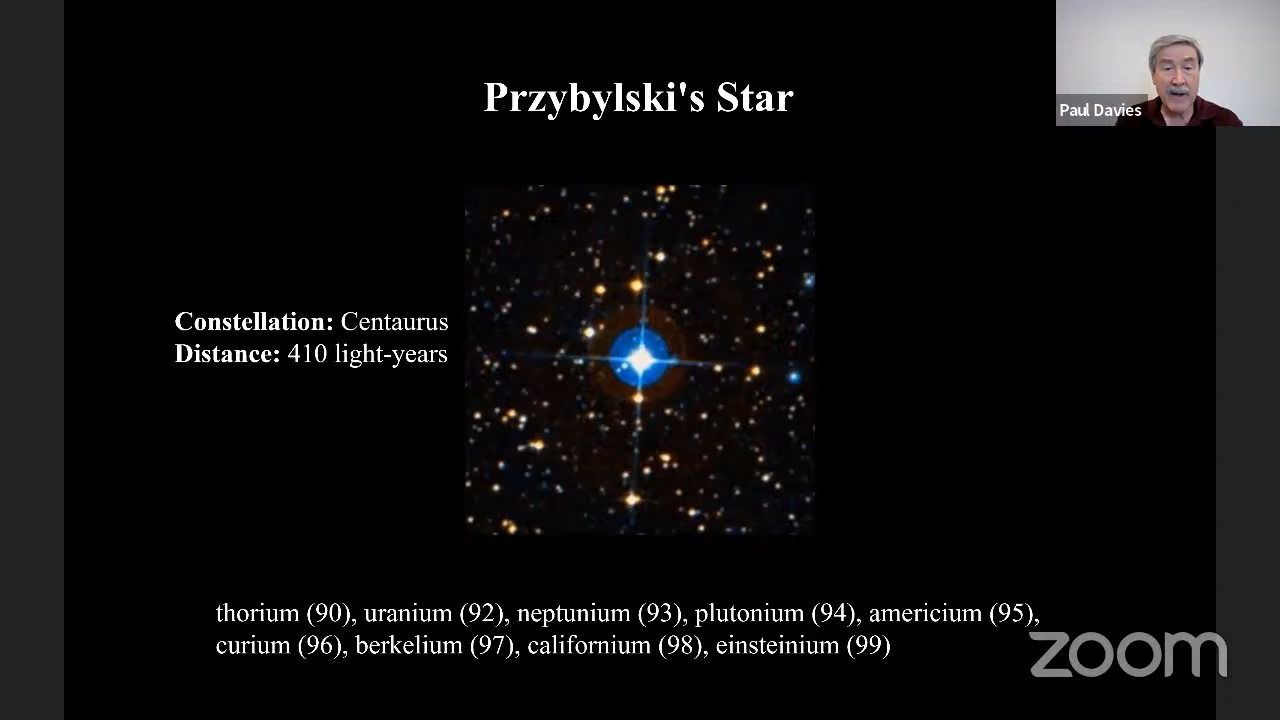 Przybylski's Star
Paul Davies
Constellation: Centaurus
Distance: 410 light-years
thorium (90), uranium (92), neptunium (93), plutonium (94), americium (95),
curium (96), berkelium (97), californium (98), einsteinium (99)
zoom